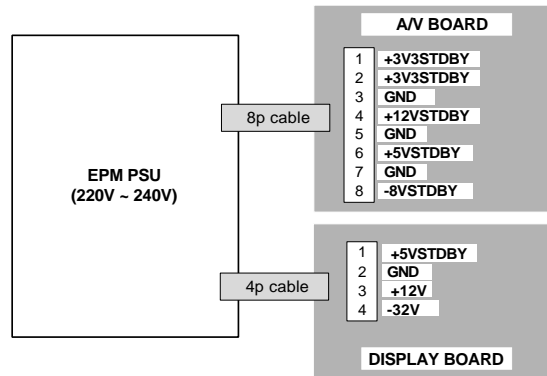 A/V BOARD
1 +3V3STDBY
2 +3V3STDBY
3 GND
4 +12VSTDBY
5 GND
6 +5VSTDBY
7 GND
8 -8VSTDBY
8p cable
EPM PSU
(220V ~ 240V)
4p cable
1 +5VSTDBY
2 GND
3 +12V
4 -32V
DISPLAY BOARD